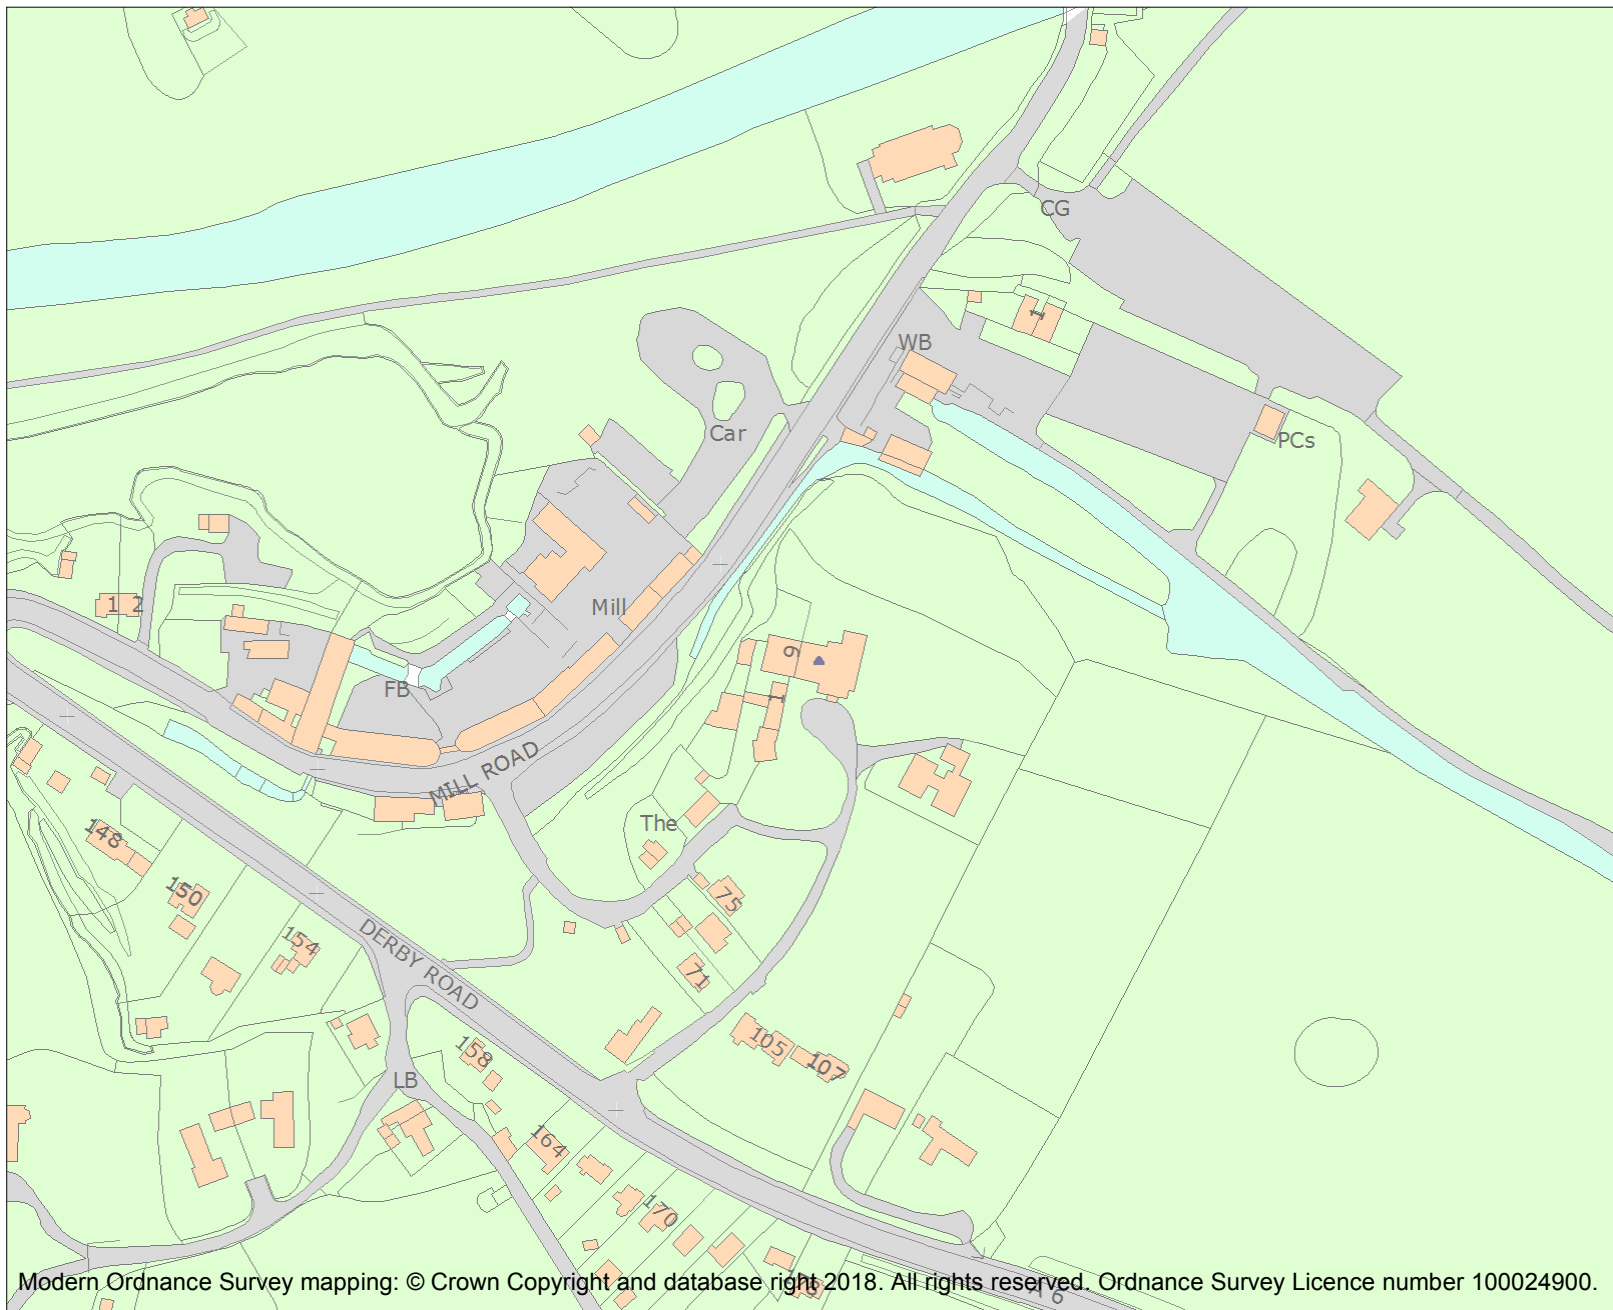 CG
1
WB
Car
PCs
1 2
Mill
6
1
FB
MILL ROAD
The
148
150
75
154
DERBY ROAD
71
105
107
158
LB
164
170
Modern Ordnance Survey mapping: © Crown Copyright and database right 2018. All rights reserved. Ordnance Survey Licence number 100024900.
A 6